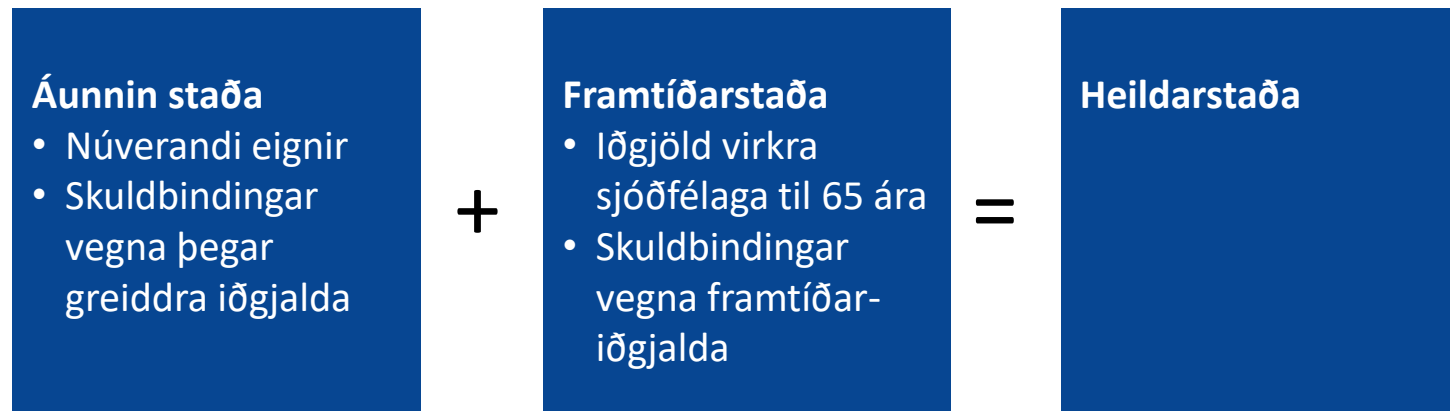 Áunnin staða
• Núverandi eignir
• Skuldbindingar
vegna þegar
greiddra iðgjalda
+
Framtíðarstaða
• Iðgjöld virkra
sjóðfélaga til 65 ára
• Skuldbindingar
vegna framtíðar-
iðgjalda
=
Heildarstaða